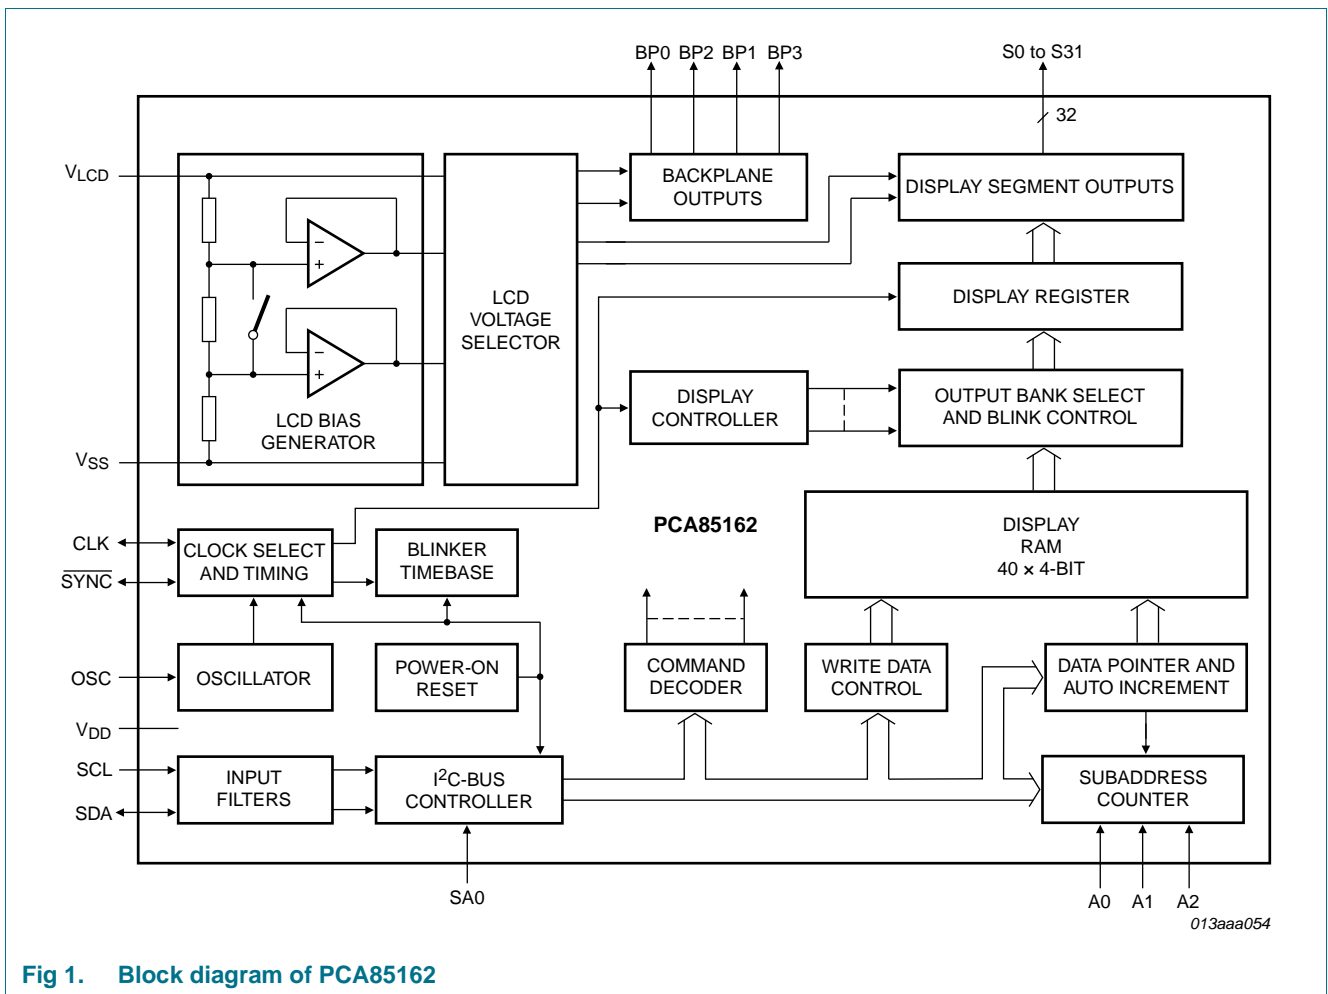 BP0 BP2 BP1 BP3
S0 to S31
32
VLCD
BACKPLANE
OUTPUTS
DISPLAY SEGMENT OUTPUTS
−
+
LCD
VOLTAGE
SELECTOR
DISPLAY REGISTER
−
+
LCD BIAS
GENERATOR
DISPLAY
CONTROLLER
OUTPUT BANK SELECT
AND BLINK CONTROL
VSS
PCA85162
DISPLAY
RAM
40 × 4-BIT
CLK
SYNC
CLOCK SELECT
AND TIMING
BLINKER
TIMEBASE
OSC
OSCILLATOR
POWER-ON
RESET
COMMAND
DECODER
WRITE DATA
CONTROL
DATA POINTER AND
AUTO INCREMENT
VDD
SCL
SDA
INPUT
FILTERS
I2C-BUS
CONTROLLER
SUBADDRESS
COUNTER
SA0
A0 A1 A2
013aaa054
Fig 1. Block diagram of PCA85162